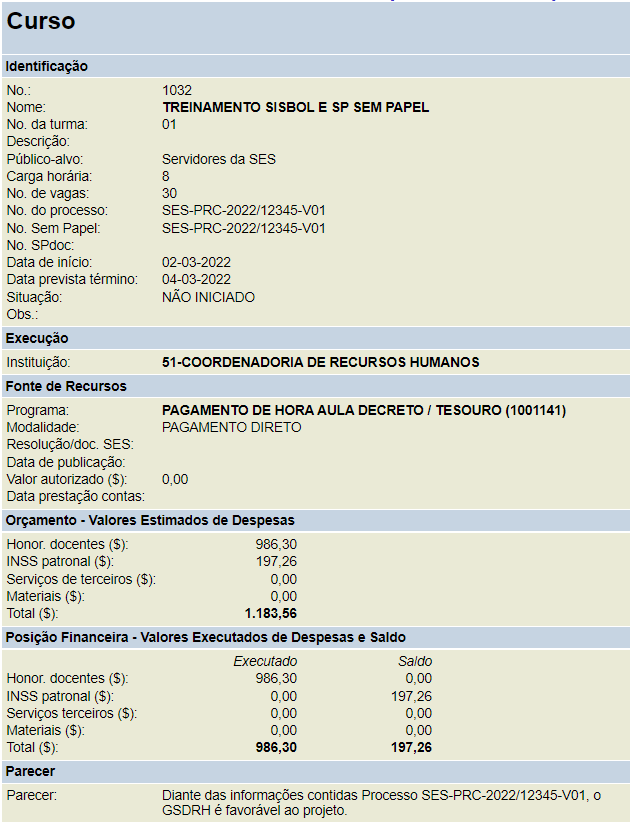 Curso
Identificação
No.: 1032
Nome: TREINAMENTO SISBOL E SP SEM PAPEL
No. da turma: 01
Descrição:
Público-alvo: Servidores da SES
Carga horária: 8
No. de vagas: 30
No. do processo: SES-PRC-2022/12345-V01
No. Sem Papel: SES-PRC-2022/12345-V01
No. SPdoc:
Data de início: 02-03-2022
Data prevista término: 04-03-2022
Situação: NÃO INICIADO
Obs.:
Execução
Instituição: 51-COORDENADORIA DE RECURSOS HUMANOS
Fonte de Recursos
Programa: PAGAMENTO DE HORA AULA DECRETO / TESOURO (1001141)
Modalidade: PAGAMENTO DIRETO
Resolução/doc. SES:
Data de publicação:
Valor autorizado ($): 0,00
Data prestação contas:
Orçamento - Valores Estimados de Despesas
Honor. docentes ($): 986,30
INSS patronal ($): 197,26
Serviços de terceiros ($): 0,00
Materiais ($): 0,00
Total ($): 1.183,56
Posição Financeira - Valores Executados de Despesas e Saldo
Executado Saldo
Honor. docentes ($): 986,30 0,00
INSS patronal ($): 0,00 197,26
Serviços terceiros ($): 0,00 0,00
Materiais ($): 0,00 0,00
Total ($): 986,30 197,26
Parecer
Parecer: Diante das informações contidas Processo SES-PRC-2022/12345-V01, o
GSDRH é favorável ao projeto.